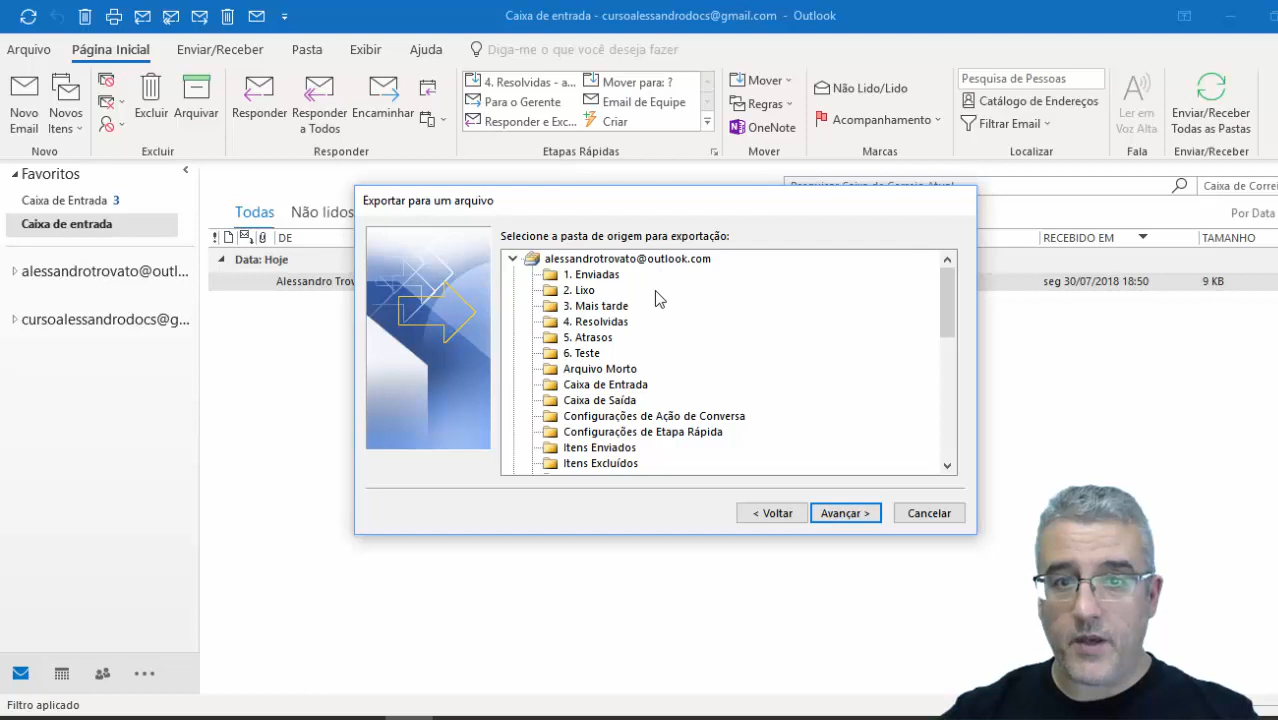 Caixa de entrada - cursoalessandrodocs@gmail.com - Outlook
Arquivo Página Inicial Enviar/Receber Pasta Exibir Ajuda Diga-me o que você deseja fazer
Novo Email
Novos Itens
Novo
Excluir
Arquivar
Excluir
Responder
Responder a Todos
Encaminhar
Responder
4. Resolvidas - a...
Para o Gerente
Responder e Exc...
Mover para: ?
Email de Equipe
Criar
Etapas Rápidas
Mover
Regras
OneNote
Mover
Não Lido/Lido
Acompanhamento
Marcas
Pesquisa de Pessoas
Catálogo de Endereços
Filtrar Email
Localizar
Ler em Voz Alta
Fala
Enviar/Receber Todas as Pastas
Enviar/Receber
Favoritos
Caixa de Entrada 3
Caixa de entrada
alessandrotrovato@outl...
cursoalessandrodocs@g...
Caixa de Correi
Todas Não lidos
Por Data
DE
RECEBIDO EM
TAMANHO
Data: Hoje
Alessandro Trov
seg 30/07/2018 18:50
9 KB
Exportar para um arquivo
Selecione a pasta de origem para exportação:
alessandrotrovato@outlook.com
1. Enviadas
2. Lixo
3. Mais tarde
4. Resolvidas
5. Atrasos
6. Teste
Arquivo Morto
Caixa de Entrada
Caixa de Saída
Configurações de Ação de Conversa
Configurações de Etapa Rápida
Itens Enviados
Itens Excluídos
< Voltar
Avançar >
Cancelar
Filtro aplicado